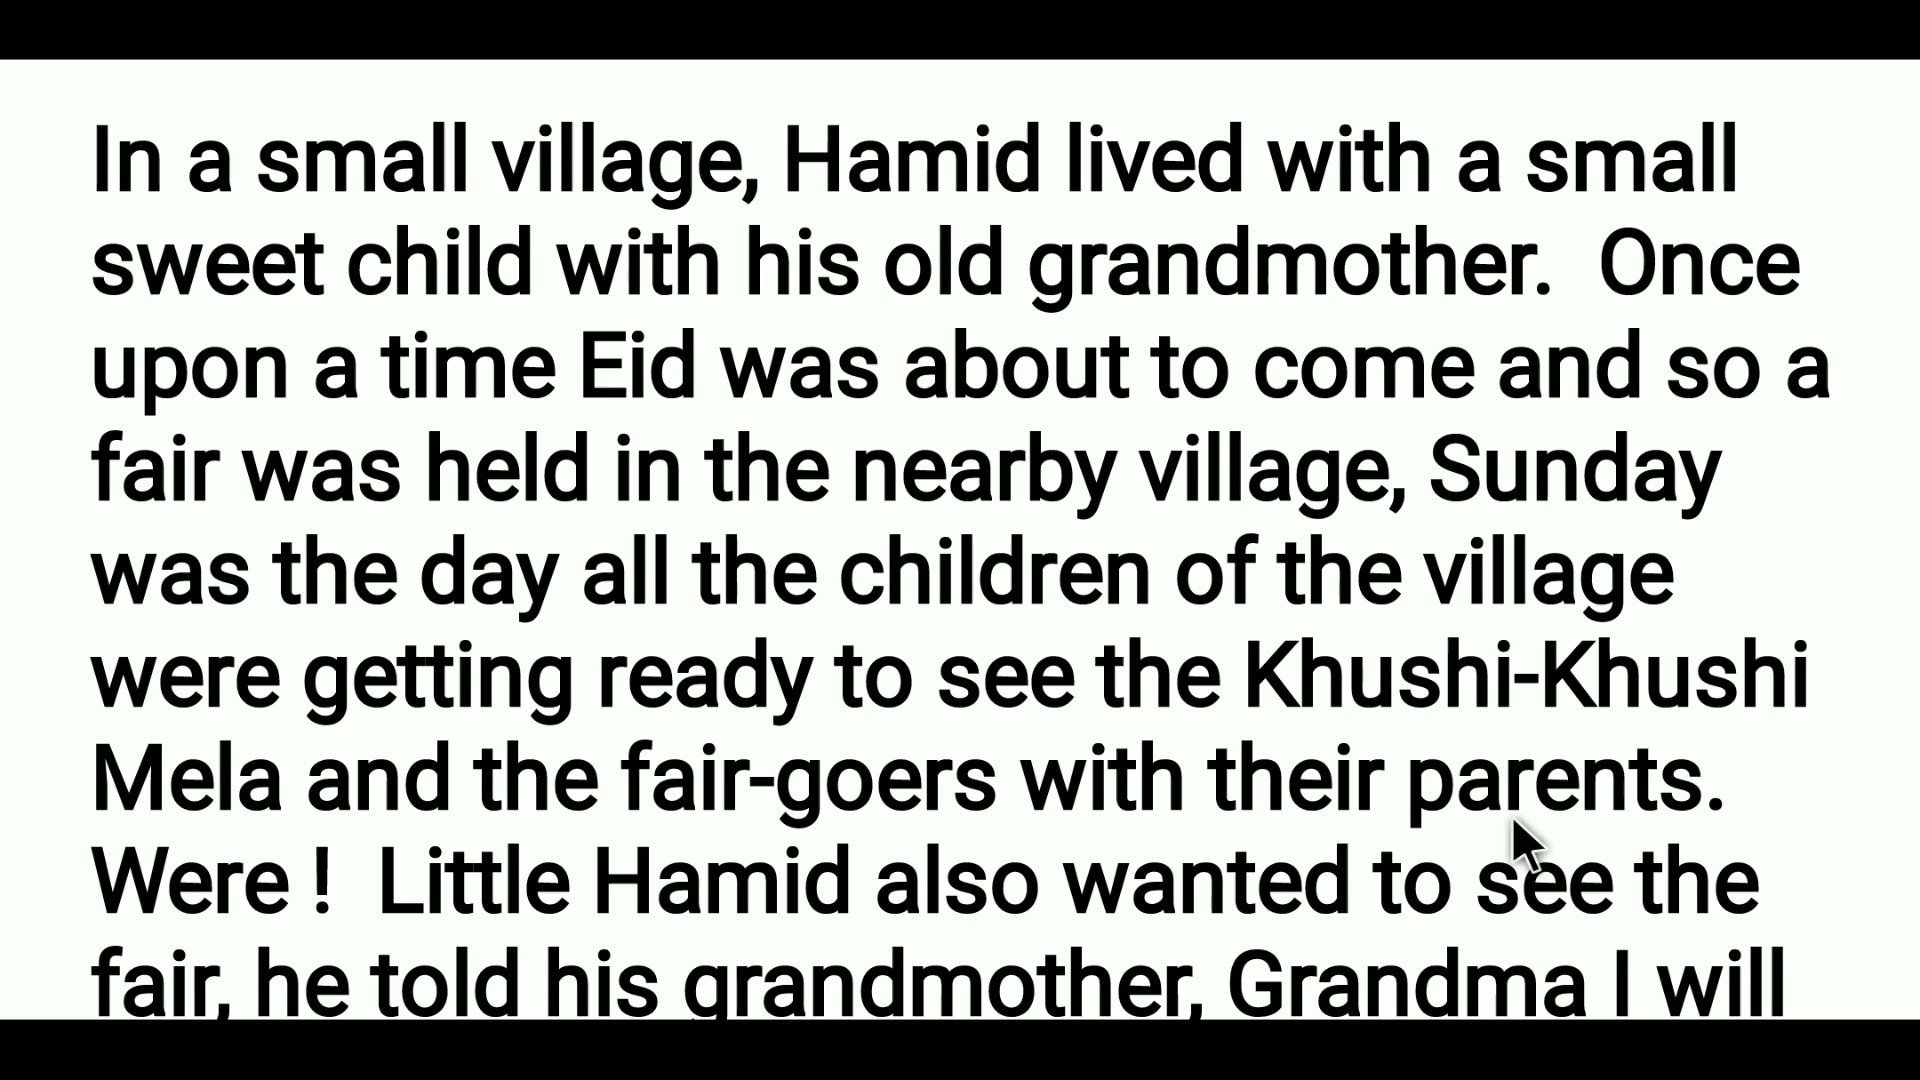 In a small village, Hamid lived with a small
sweet child with his old grandmother.  Once
upon a time Eid was about to come and so a
fair was held in the nearby village, Sunday
was the day all the children of the village
were getting ready to see the Khushi-Khushi
Mela and the fair-goers with their parents.
Were !  Little Hamid also wanted to see the
fair, he told his grandmother, Grandma I will